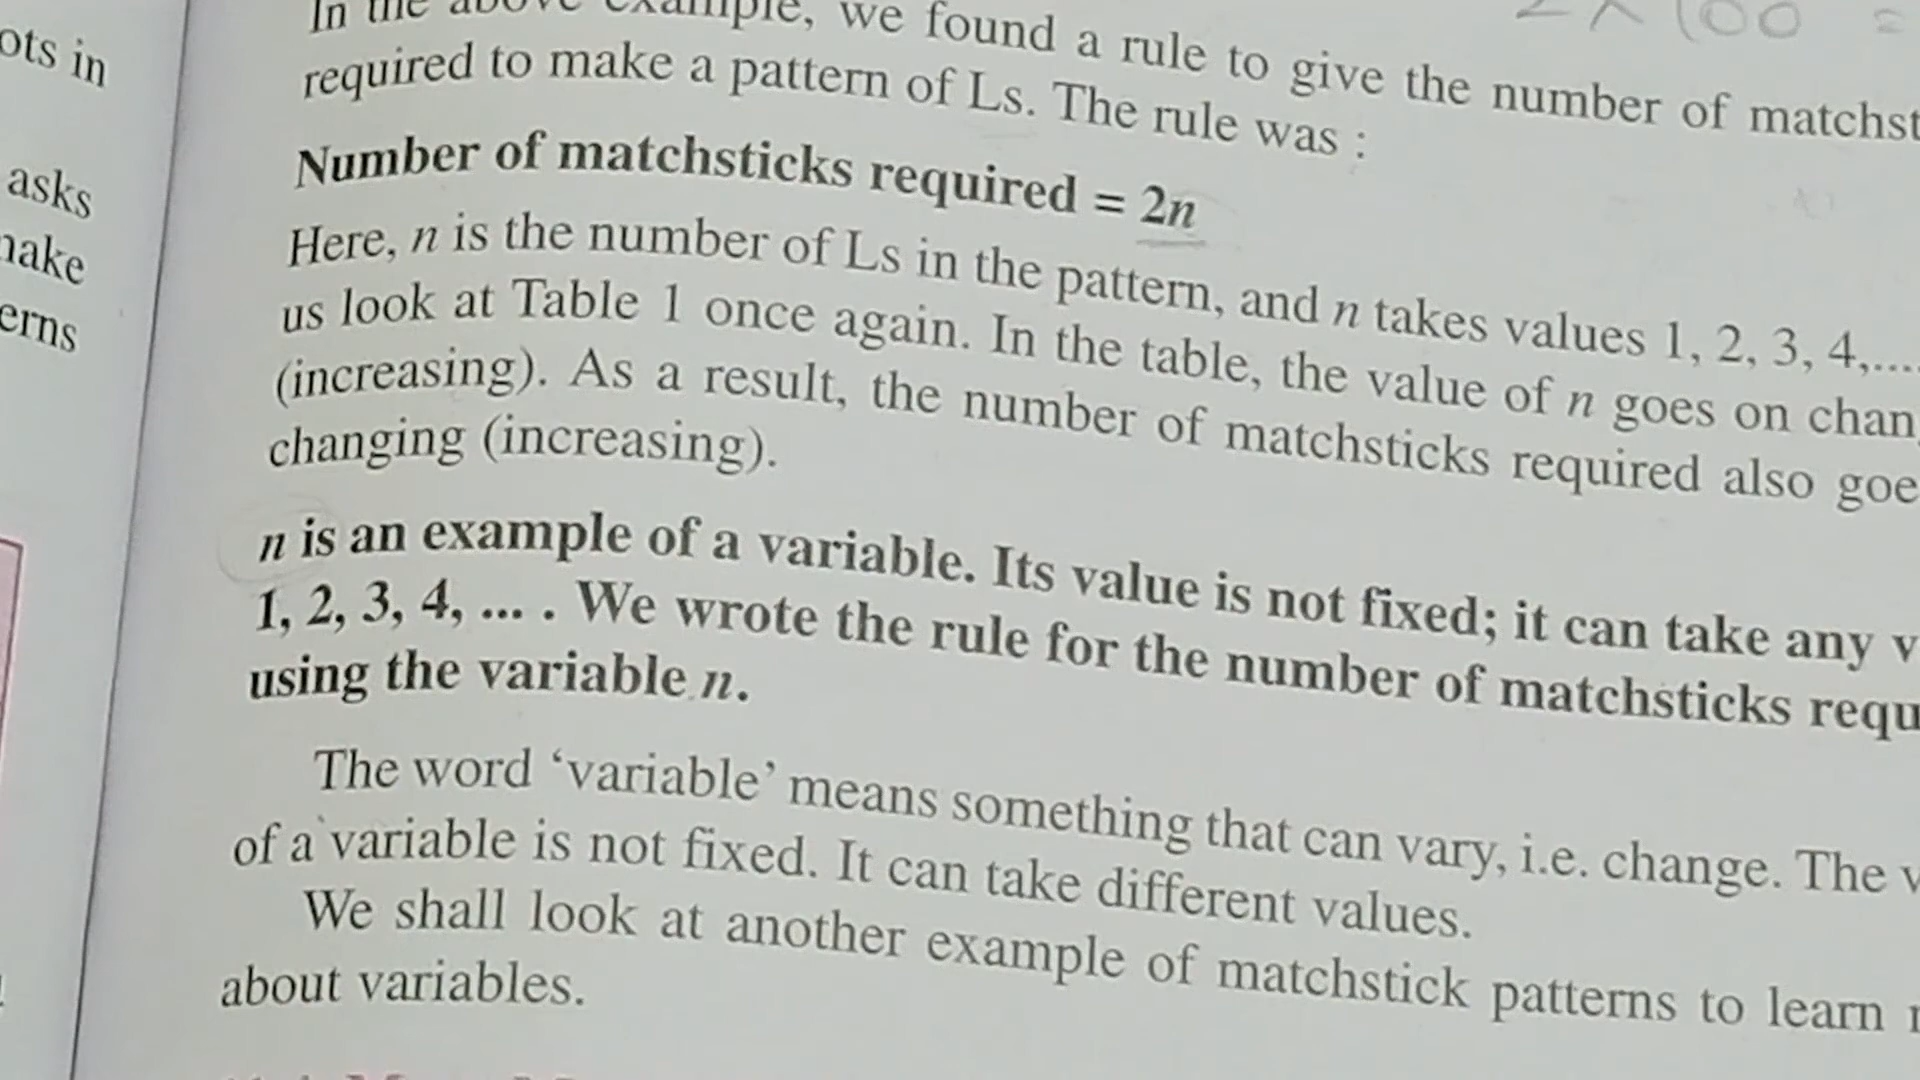 ots in
asks
erns
2 × 100 =
In the above example, we found a rule to give the number of
required to make a pattern of Ls. The rule was :
Number of matchsticks required = 2n
Here, n is the number of Ls in the pattern, and n takes values 1, 2, 3, 4,....
us look at Table 1 once again. In the table, the value of n goes on
(increasing). As a result, the number of matchsticks required also
changing (increasing).
n is an example of a variable. Its value is not fixed; it can take any
1, 2, 3, 4, ... . We wrote the rule for the number of matchsticks
using the variable n.
The word ‘variable’ means something that can vary, i.e. change. The
of a variable is not fixed. It can take different values.
We shall look at another example of matchstick patterns to learn
about variables.